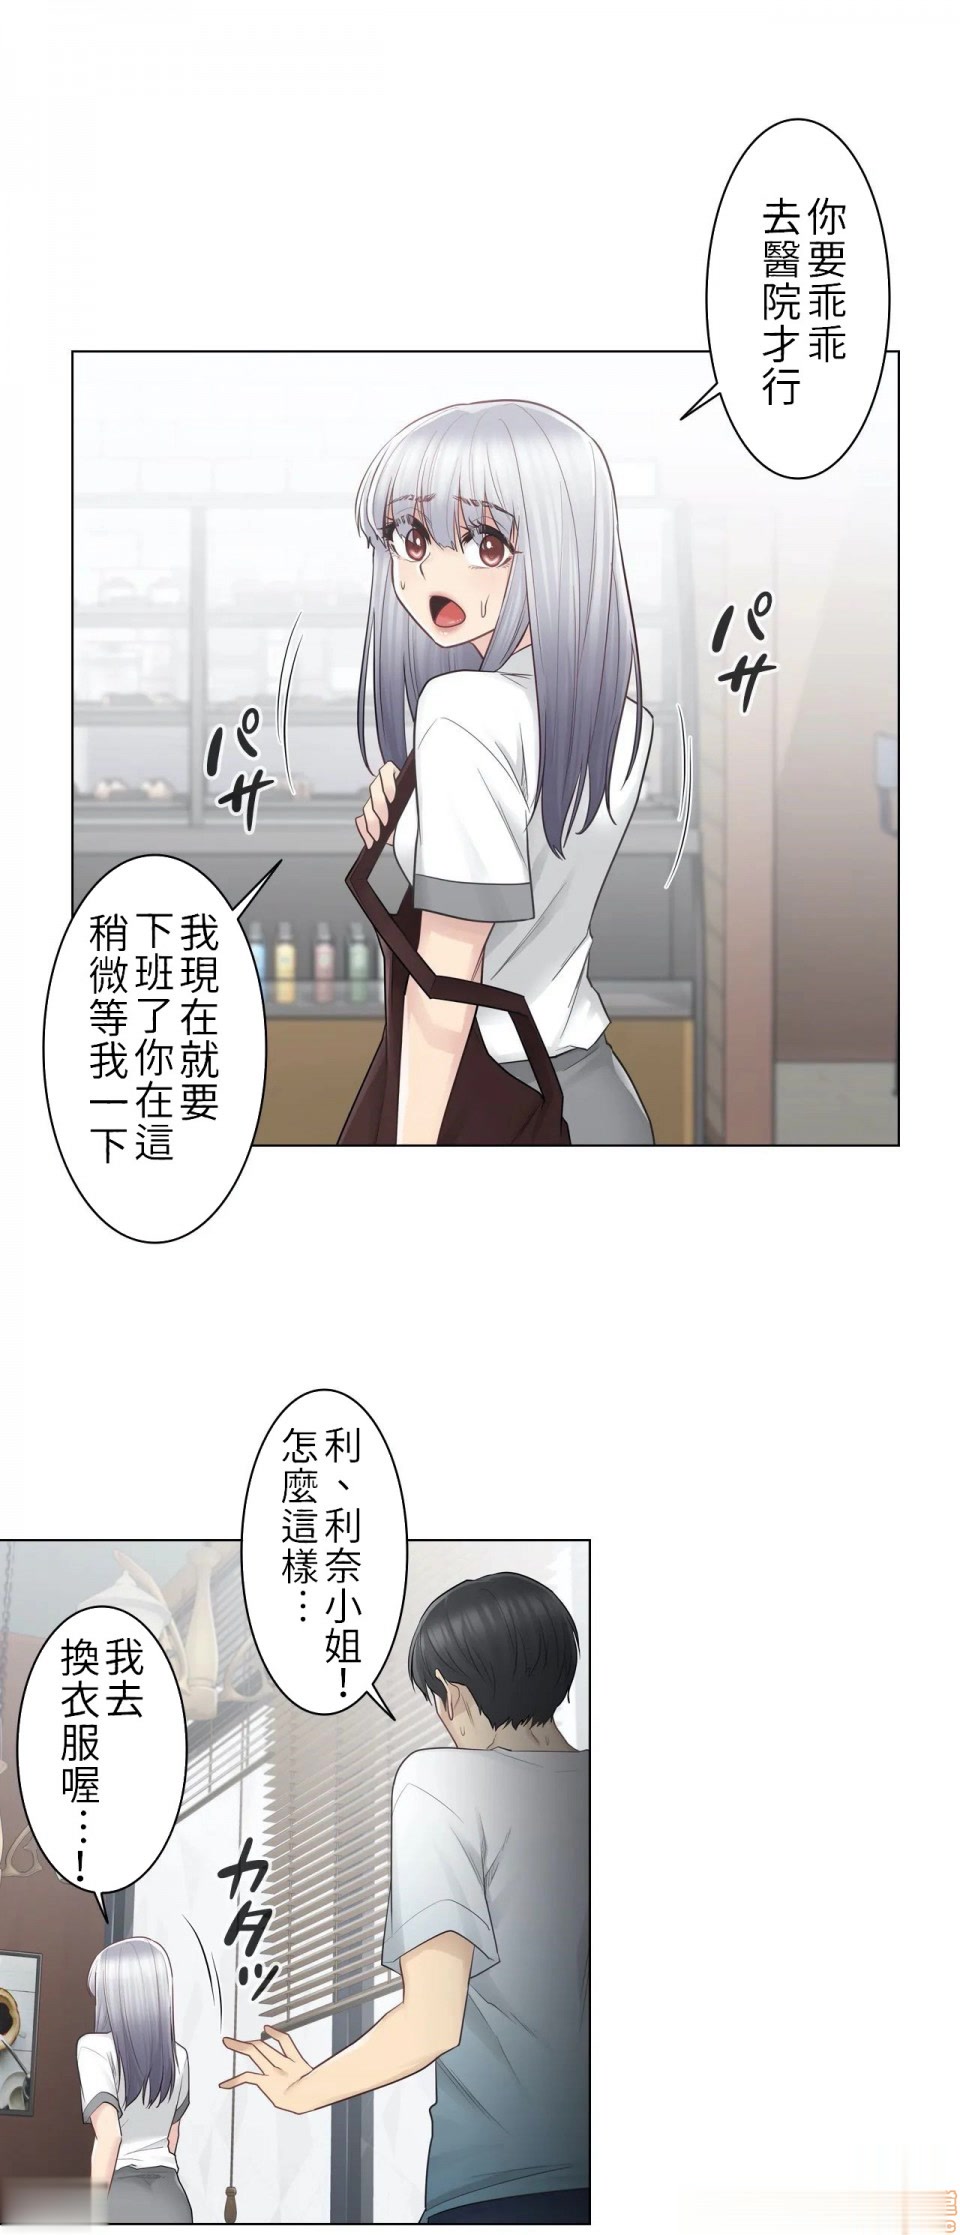 你要乖乖
去醫院才行
パサ
パサ
我現在就要
下班了你在這
稍微等我一下
利、利奈小姐！
怎麼這樣…
我去
換衣服喔…！
カタッ